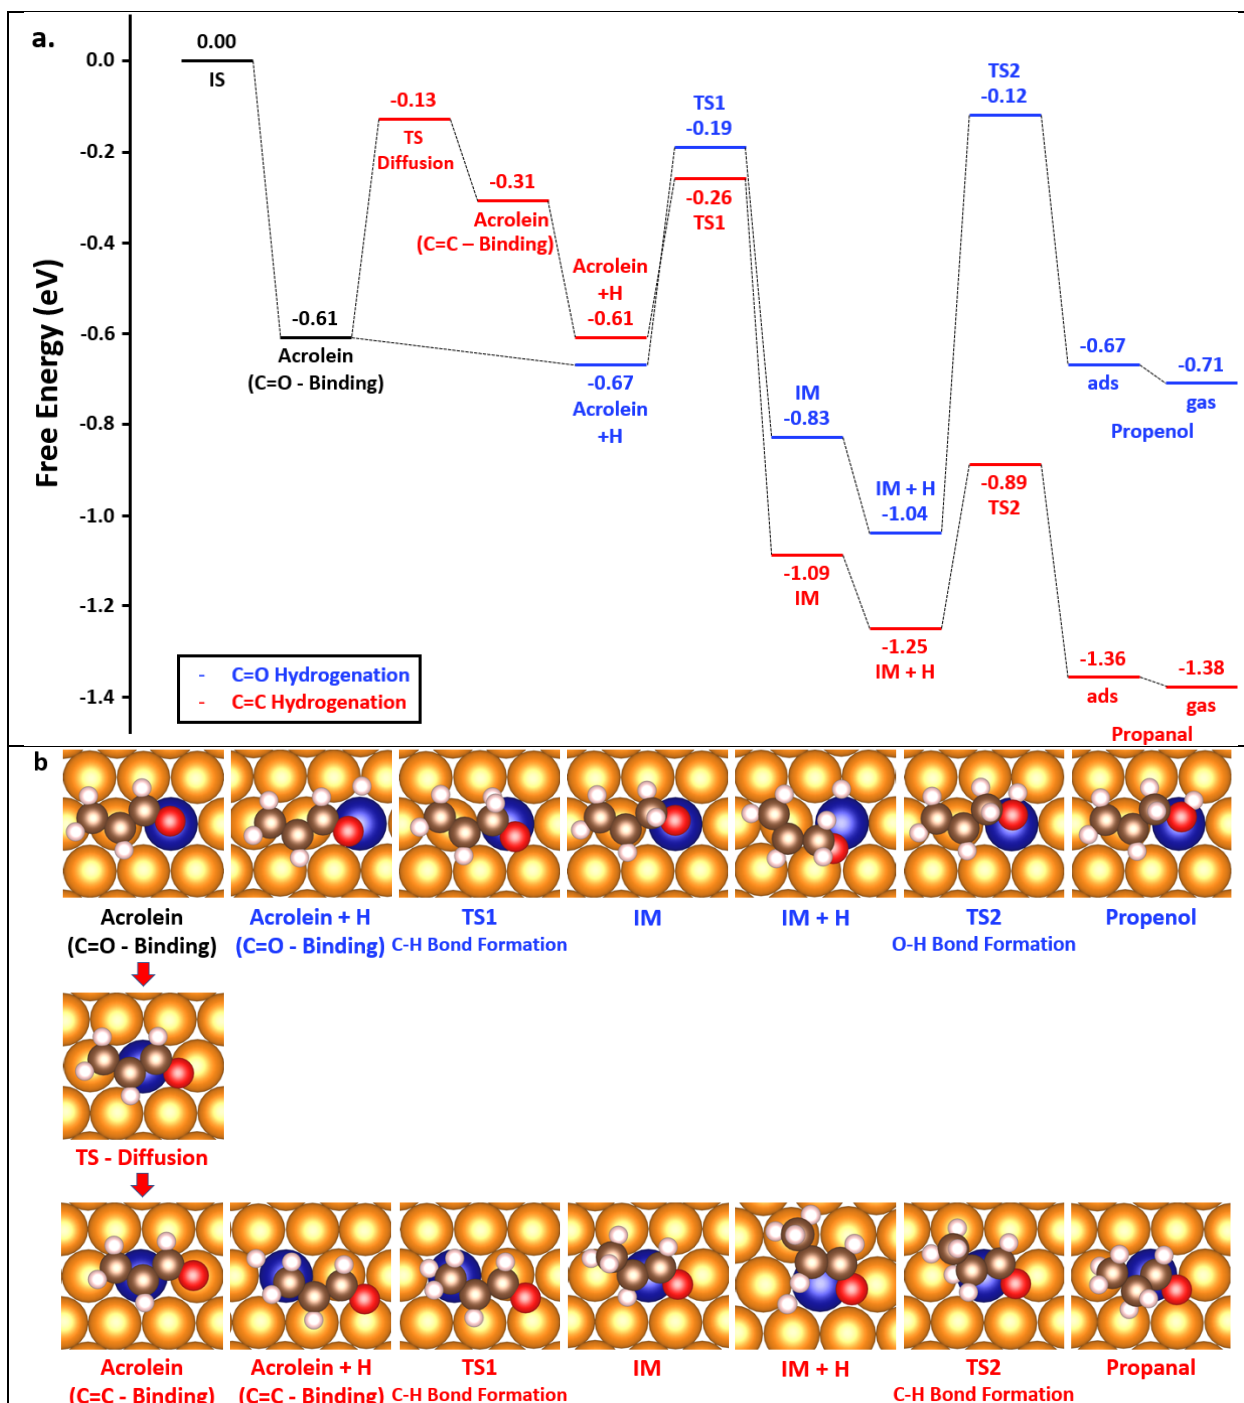 a.
Free Energy (eV)
0.0
-0.2
-0.4
-0.6
-0.8
-1.0
-1.2
-1.4
0.00
IS
-0.61
Acrolein
(C=O - Binding)
-0.13
TS
Diffusion
-0.31
Acrolein
(C=C – Binding)
Acrolein
+H
-0.61
-0.67
Acrolein
+H
TS1
-0.19
-0.26
TS1
IM
-0.83
-1.09
IM
IM + H
-1.04
-1.25
IM + H
TS2
-0.12
-0.89
TS2
-0.67
ads
-0.71
gas
Propenol
-1.36
ads
-1.38
gas
Propanal
- C=O Hydrogenation
- C=C Hydrogenation
b
Acrolein
(C=O - Binding)
Acrolein + H
(C=O - Binding)
TS1
C-H Bond Formation
IM
IM + H
TS2
O-H Bond Formation
Propenol
TS - Diffusion
Acrolein
(C=C - Binding)
Acrolein + H
(C=C - Binding)
TS1
C-H Bond Formation
IM
IM + H
TS2
C-H Bond Formation
Propanal